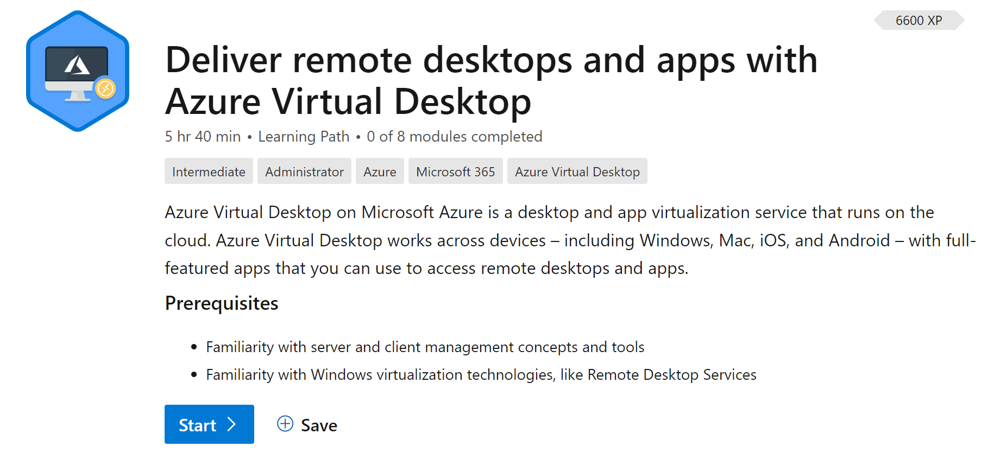 6600 XP
Deliver remote desktops and apps with
Azure Virtual Desktop
5 hr 40 min • Learning Path • 0 of 8 modules completed
Intermediate Administrator Azure Microsoft 365 Azure Virtual Desktop
Azure Virtual Desktop on Microsoft Azure is a desktop and app virtualization service that runs on the
cloud. Azure Virtual Desktop works across devices – including Windows, Mac, iOS, and Android – with full-
featured apps that you can use to access remote desktops and apps.
Prerequisites
• Familiarity with server and client management concepts and tools
• Familiarity with Windows virtualization technologies, like Remote Desktop Services
Start Save